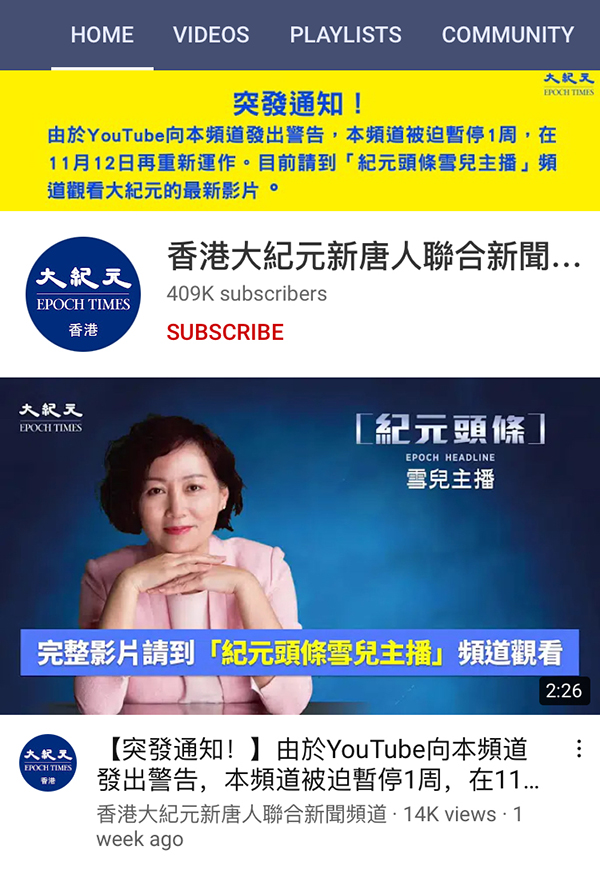 HOME VIDEOS PLAYLISTS COMMUNITY
大紀元
EPOCH TIMES
突發通知！
由於YouTube向本頻道發出警告，本頻道被迫暫停1周，在
11月12日再重新運作。目前請到「紀元頭條雪兒主播」頻
道觀看大紀元的最新影片。
大紀元
EPOCH TIMES
香港
香港大紀元新唐人聯合新聞...
409K subscribers
SUBSCRIBE
大紀元
EPOCH TIMES
[紀元頭條]
EPOCH HEADLINE
雪兒主播
完整影片請到「紀元頭條雪兒主播」頻道觀看
2:26
大紀元
EPOCH TIMES
香港
【突發通知！】由於YouTube向本頻道
發出警告，本頻道被迫暫停1周，在11...
香港大紀元新唐人聯合新聞頻道 · 14K views · 1
week ago